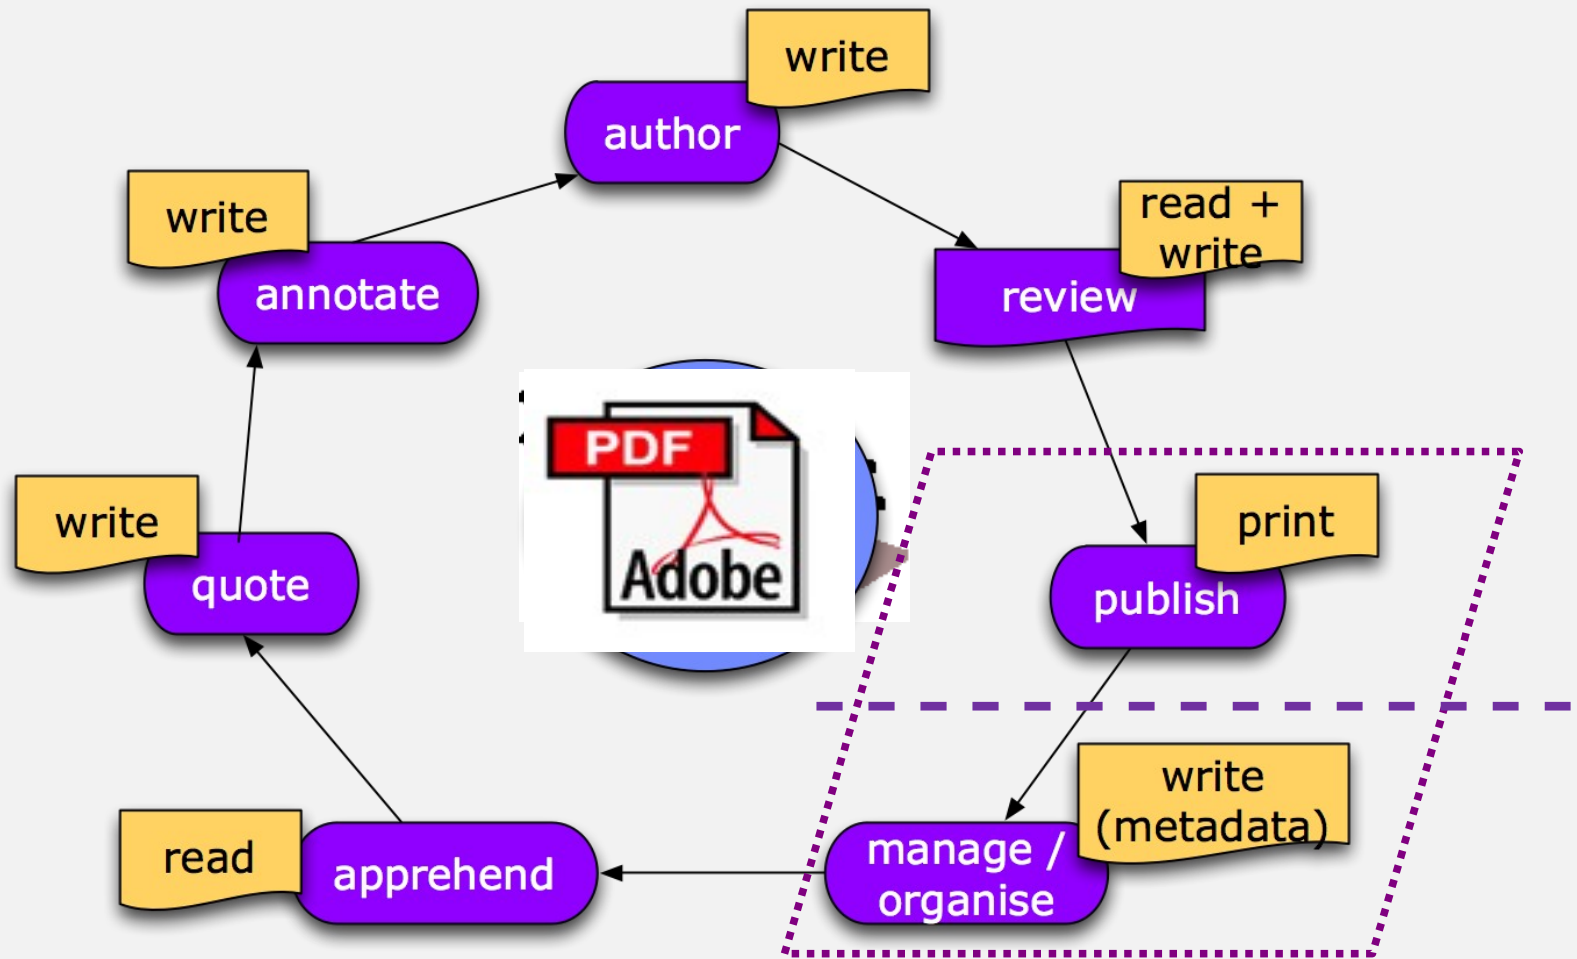 write
author
write
annotate
read +
write
review
PDF
Adobe
write
quote
print
publish
read
apprehend
write
(metadata)
manage /
organise